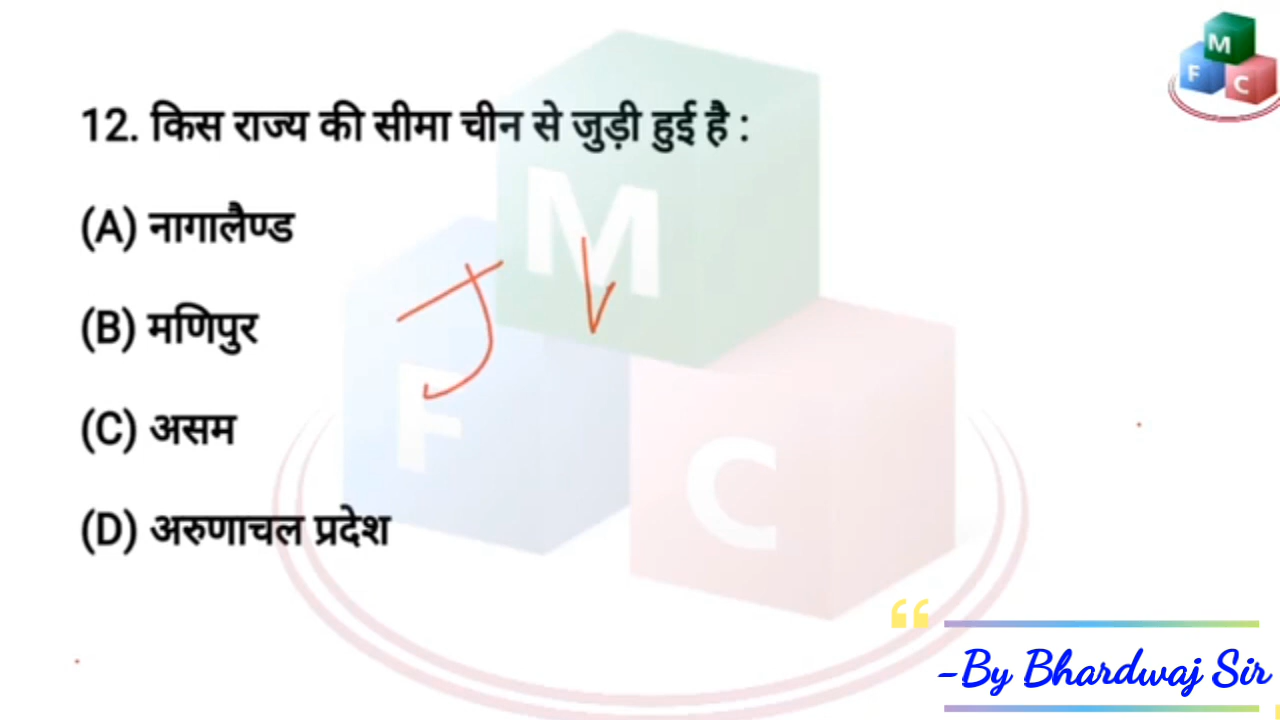 12. किस राज्य की सीमा चीन से जुड़ी हुई है :
(A) नागालैण्ड
(B) मणिपुर
(C) असम
(D) अरुणाचल प्रदेश
M
F
C
M
F
C
-By Bhardwaj Sir